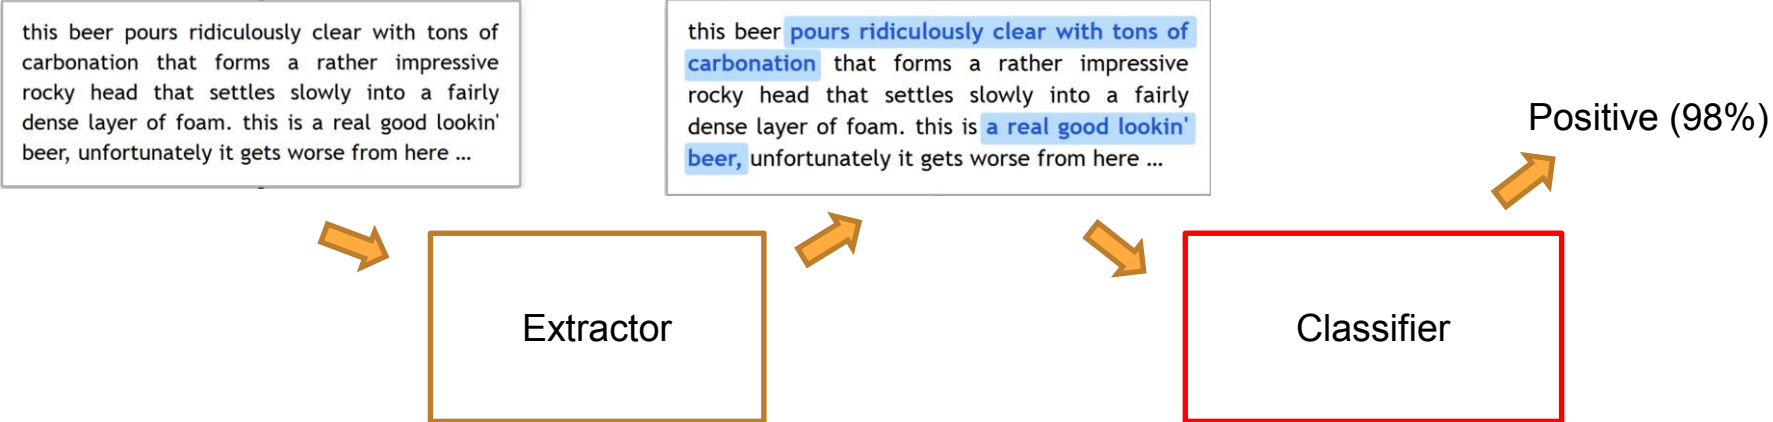 this beer pours ridiculously clear with tons of
carbonation that forms a rather impressive
rocky head that settles slowly into a fairly
dense layer of foam. this is a real good lookin'
beer, unfortunately it gets worse from here ...
this beer pours ridiculously clear with tons of
carbonation that forms a rather impressive
rocky head that settles slowly into a fairly
dense layer of foam. this is a real good lookin'
beer, unfortunately it gets worse from here ...
Positive (98%)
Extractor
Classifier